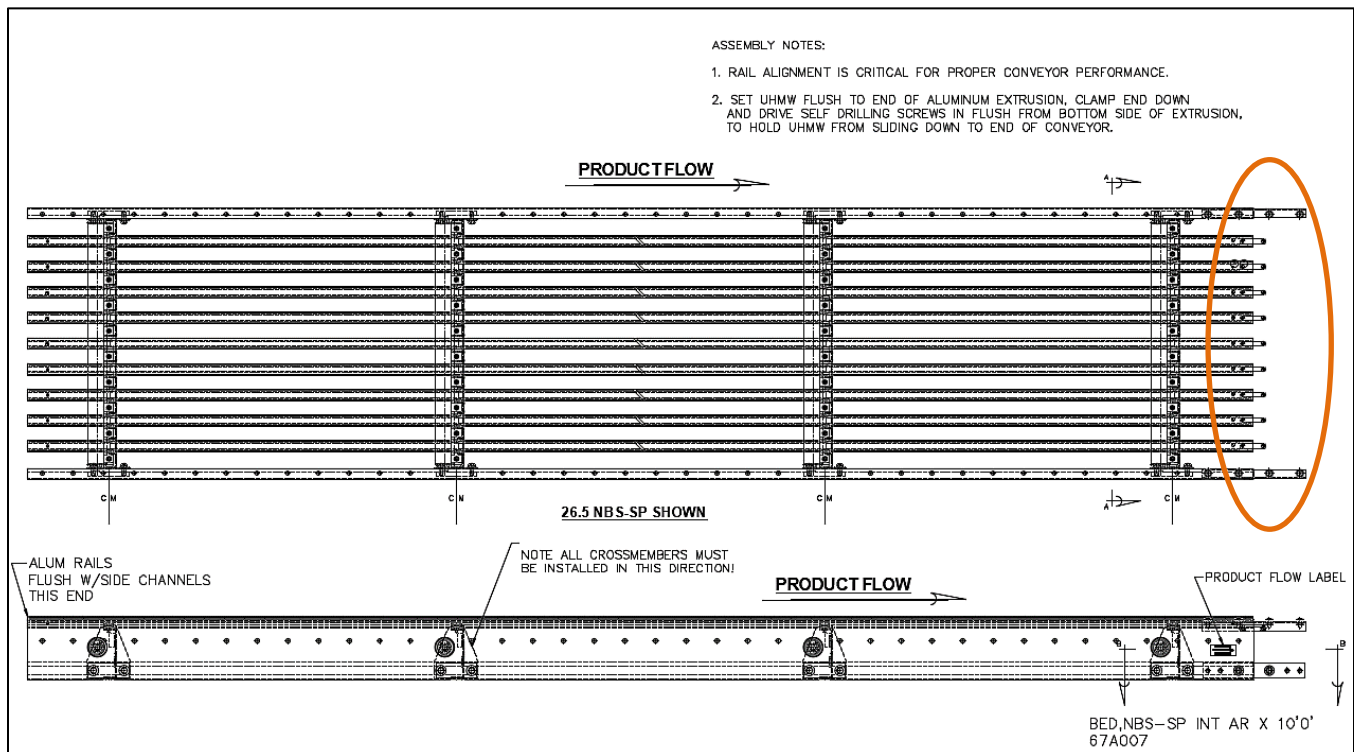 ASSEMBLY NOTES:
1. RAIL ALIGNMENT IS CRITICAL FOR PROPER CONVEYOR PERFORMANCE.
2. SET UHMW FLUSH TO END OF ALUMINUM EXTRUSION, CLAMP END DOWN
AND DRIVE SELF DRILLING SCREWS IN FLUSH FROM BOTTOM SIDE OF EXTRUSION,
TO HOLD UHMW FROM SLIDING DOWN TO END OF CONVEYOR.
PRODUCT FLOW
A
C M
C M
C M
C M
A
26.5 NBS-SP SHOWN
ALUM RAILS
FLUSH W/SIDE CHANNELS
THIS END
NOTE ALL CROSSMEMBERS MUST
BE INSTALLED IN THIS DIRECTION!
PRODUCT FLOW
PRODUCT FLOW LABEL
B
B
BED,NBS-SP INT AR X 10'0'
67A007